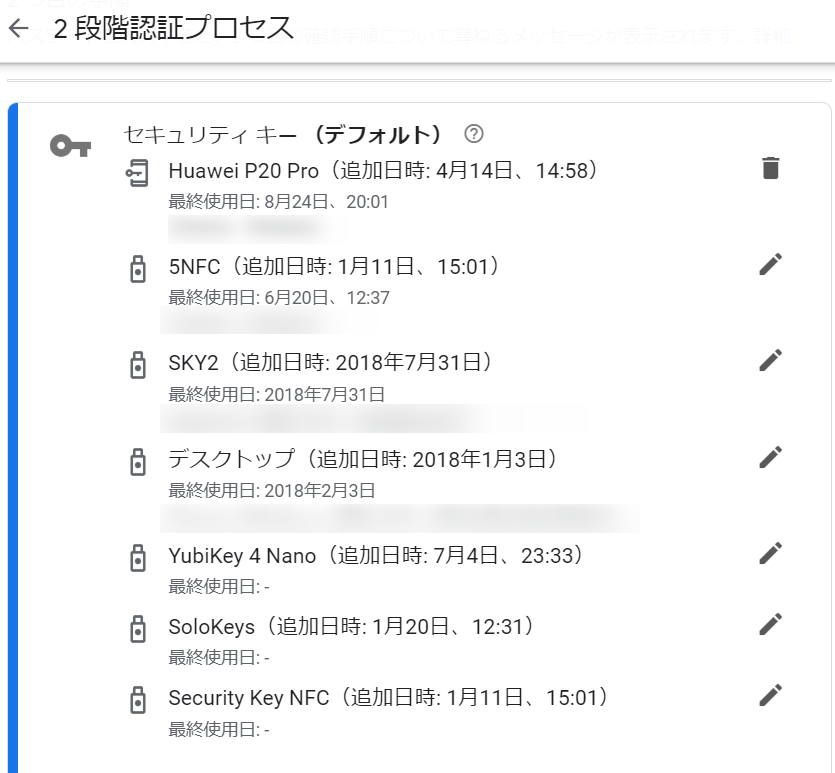 2 段階認証プロセス
セキュリティ キー （デフォルト）
Huawei P20 Pro（追加日時: 4月14日、14:58）
最終使用日: 8月24日、20:01
5NFC（追加日時: 1月11日、15:01）
最終使用日: 6月20日、12:37
SKY2（追加日時: 2018年7月31日）
最終使用日: 2018年7月31日
デスクトップ（追加日時: 2018年1月3日）
最終使用日: 2018年2月3日
YubiKey 4 Nano（追加日時: 7月4日、23:33）
最終使用日: -
SoloKeys（追加日時: 1月20日、12:31）
最終使用日: -
Security Key NFC（追加日時: 1月11日、15:01）
最終使用日: -